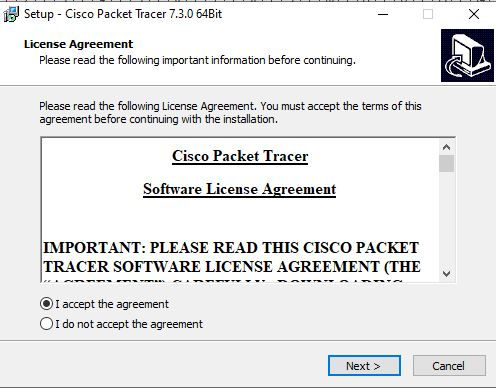 Setup - Cisco Packet Tracer 7.3.0 64Bit
License Agreement
Please read the following important information before continuing.
Please read the following License Agreement. You must accept the terms of this
agreement before continuing with the installation.
Cisco Packet Tracer
Software License Agreement
IMPORTANT: PLEASE READ THIS CISCO PACKET
TRACER SOFTWARE LICENSE AGREEMENT (THE
“AGREEMENT”) CAREFULLY. DOWNLOADING,
I accept the agreement
I do not accept the agreement
Next >
Cancel